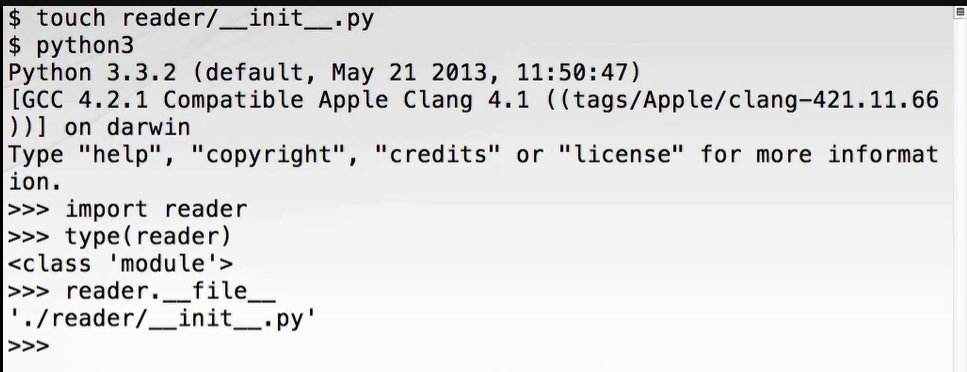 $ touch reader/__init__.py
$ python3
Python 3.3.2 (default, May 21 2013, 11:50:47)
[GCC 4.2.1 Compatible Apple Clang 4.1 ((tags/Apple/clang-421.11.66
))] on darwin
Type "help", "copyright", "credits" or "license" for more informat
ion.
>>> import reader
>>> type(reader)
<class 'module'>
>>> reader.__file__
'./reader/__init__.py'
>>>